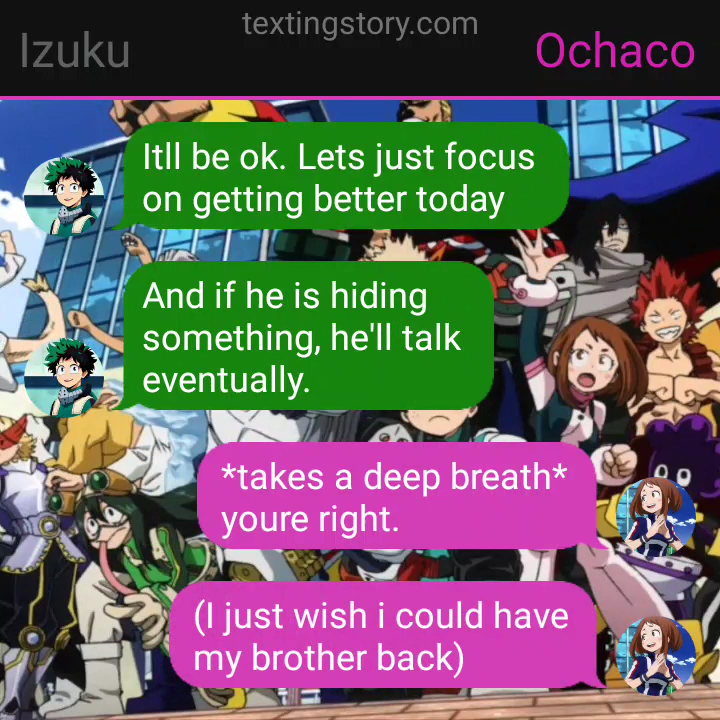 textingstory.com
Izuku
Ochaco
Itll be ok. Lets just focus
on getting better today
And if he is hiding
something, he'll talk
eventually.
*takes a deep breath*
youre right.
(I just wish i could have
my brother back)